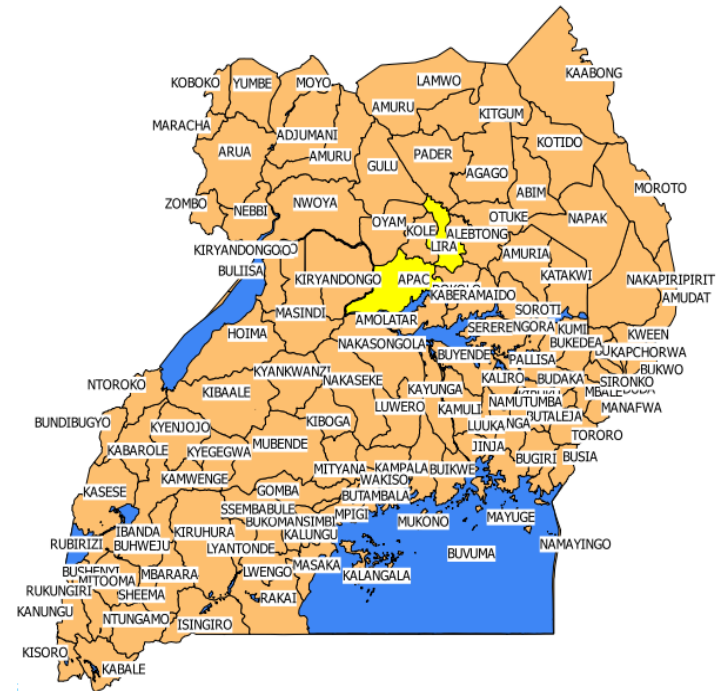 KAABONG
LAMWO
KOBOKO
YUMBE
MOYO
AMURU
KITGUM
MARACHA
ADJUMANI
KOTIDO
ARUA
AMURU
GULU
PADER
AGAGO
MOROTO
ABIM
ZOMBO
NEBBI
NWOYA
OYAM
OTUKE
NAPAK
KOLE
ALEBTONG
LIRA
KIRYANDONGO
AMURIA
BULIISA
KIRYANDONGO
APAC
KATAKWI
NAKAPIRIPIRIT
KABERAMAIDO
AMUDAT
MASINDI
SOROTI
AMOLATAR
SERERE
NGORA
KUMI
KWEEN
HOIMA
NAKASONGOLA
BUKEDEA
BUYENDE
PALLISA
KAPCHORWA
BUKWO
NTOROKO
KYANKWANZI
NAKASEKE
KALIRO
BUDAKA
SIRONKO
KIBAALE
KAYUNGA
MBALE
NAMUTUMBA
BUNDIBUGYO
KIBOGA
LUWERO
KAMULI
BUTALEJA
MANAFWA
KYENJOJO
LUUKA
TORORO
KABAROLE
KYEGEGWA
MUBENDE
JINJA
MITYANA
KAMPALA
BUIKWE
BUGIRI
BUSIA
KASESE
KAMWENGE
WAKISO
GOMBA
BUTAMBALA
SSEMBABULE
MPIGI
MAYUGE
BUKOMANSIMBI
MUKONO
IBANDA
KIRUHURA
KALUNGU
NAMAYINGO
RUBIRIZI
BUHWEJU
LYANTONDE
BUVUMA
BUSHENYI
MBARARA
LWENGO
MASAKA
KALANGALA
MITOOMA
RUKUNGIRI
SHEEMA
RAKAI
KANUNGU
NTUNGAMO
ISINGIRO
KISORO
KABALE